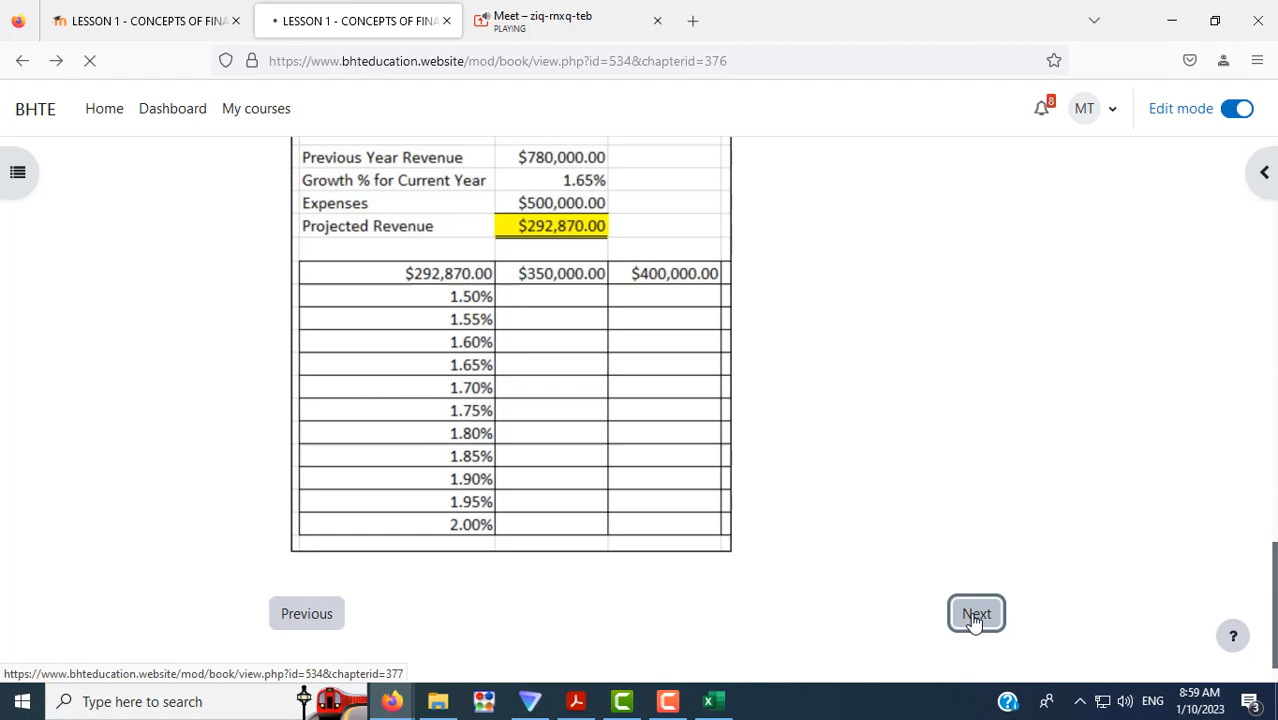 LESSON 1 - CONCEPTS OF FINA
LESSON 1 - CONCEPTS OF FINA
Meet – ziq-rnxq-teb
PLAYING
https://www.bhteducation.website/mod/book/view.php?id=534&chapterid=376
BHTE Home Dashboard My courses 8 MT Edit mode
Previous Year Revenue $780,000.00
Growth % for Current Year 1.65%
Expenses $500,000.00
Projected Revenue $292,870.00
$292,870.00 $350,000.00 $400,000.00
1.50%
1.55%
1.60%
1.65%
1.70%
1.75%
1.80%
1.85%
1.90%
1.95%
2.00%
Previous Next
?
https://www.bhteducation.website/mod/book/view.php?id=534&chapterid=377
Type here to search
ENG
8:59 AM
1/10/2023
3